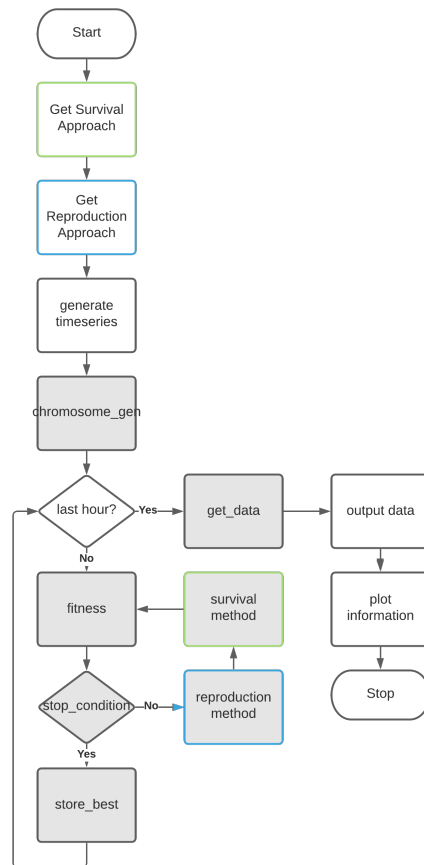 Start
Get Survival
Approach
Get
Reproduction
Approach
generate
timeseries
chromosome_gen
last hour?
Yes
get_data
output data
No
fitness
survival
method
plot
information
stop_condition
No
reproduction
method
Stop
Yes
store_best